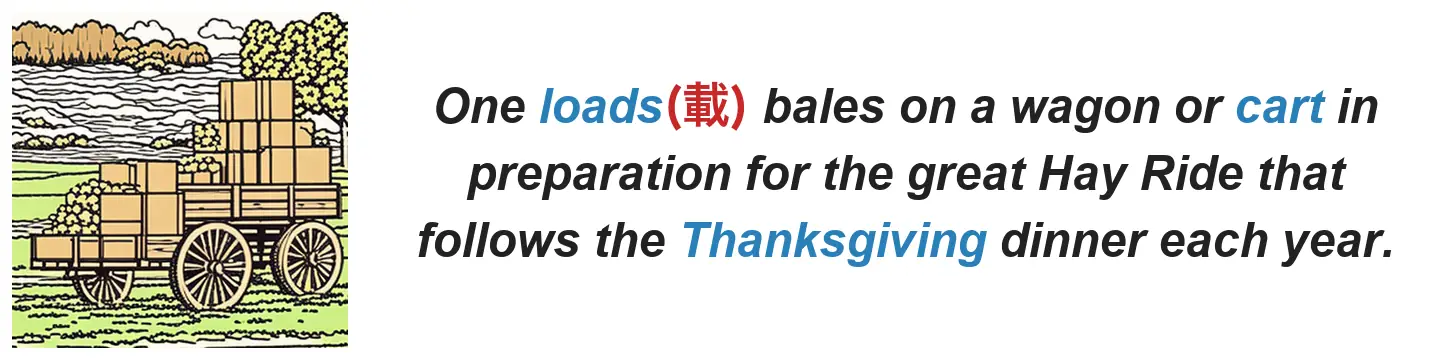 One loads(載) bales on a wagon or cart in
preparation for the great Hay Ride that
follows the Thanksgiving dinner each year.